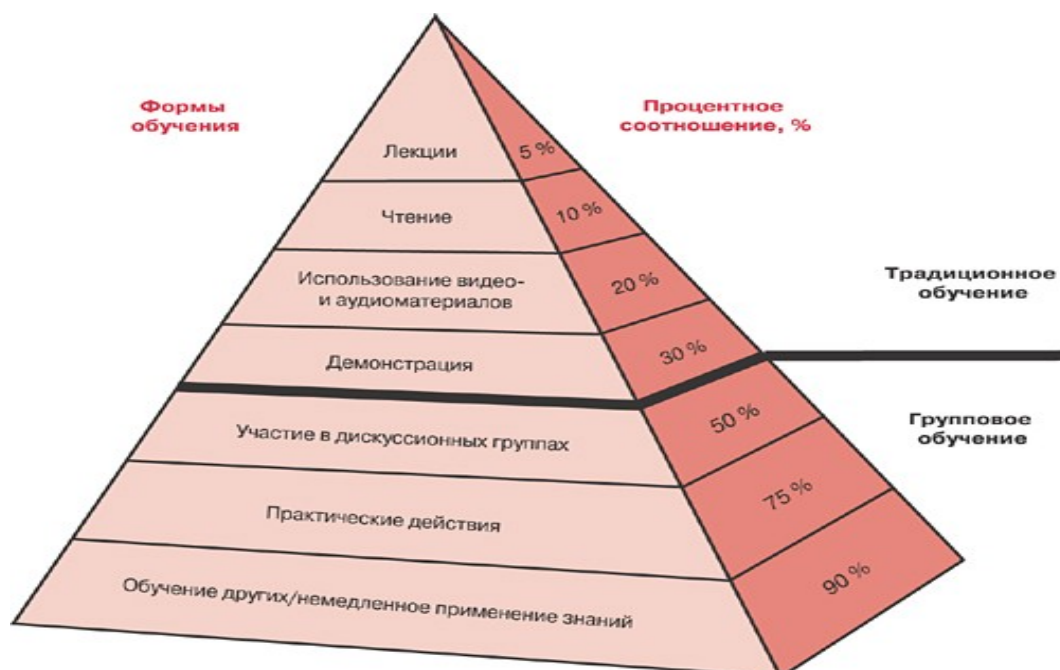 Формы
обучения
Процентное
соотношение, %
Лекции
5 %
Чтение
10 %
Использование видео-
и аудиоматериалов
20 %
Традиционное
обучение
Демонстрация
30 %
Групповое
обучение
Участие в дискуссионных группах
50 %
Практические действия
75 %
Обучение других/немедленное применение знаний
90 %